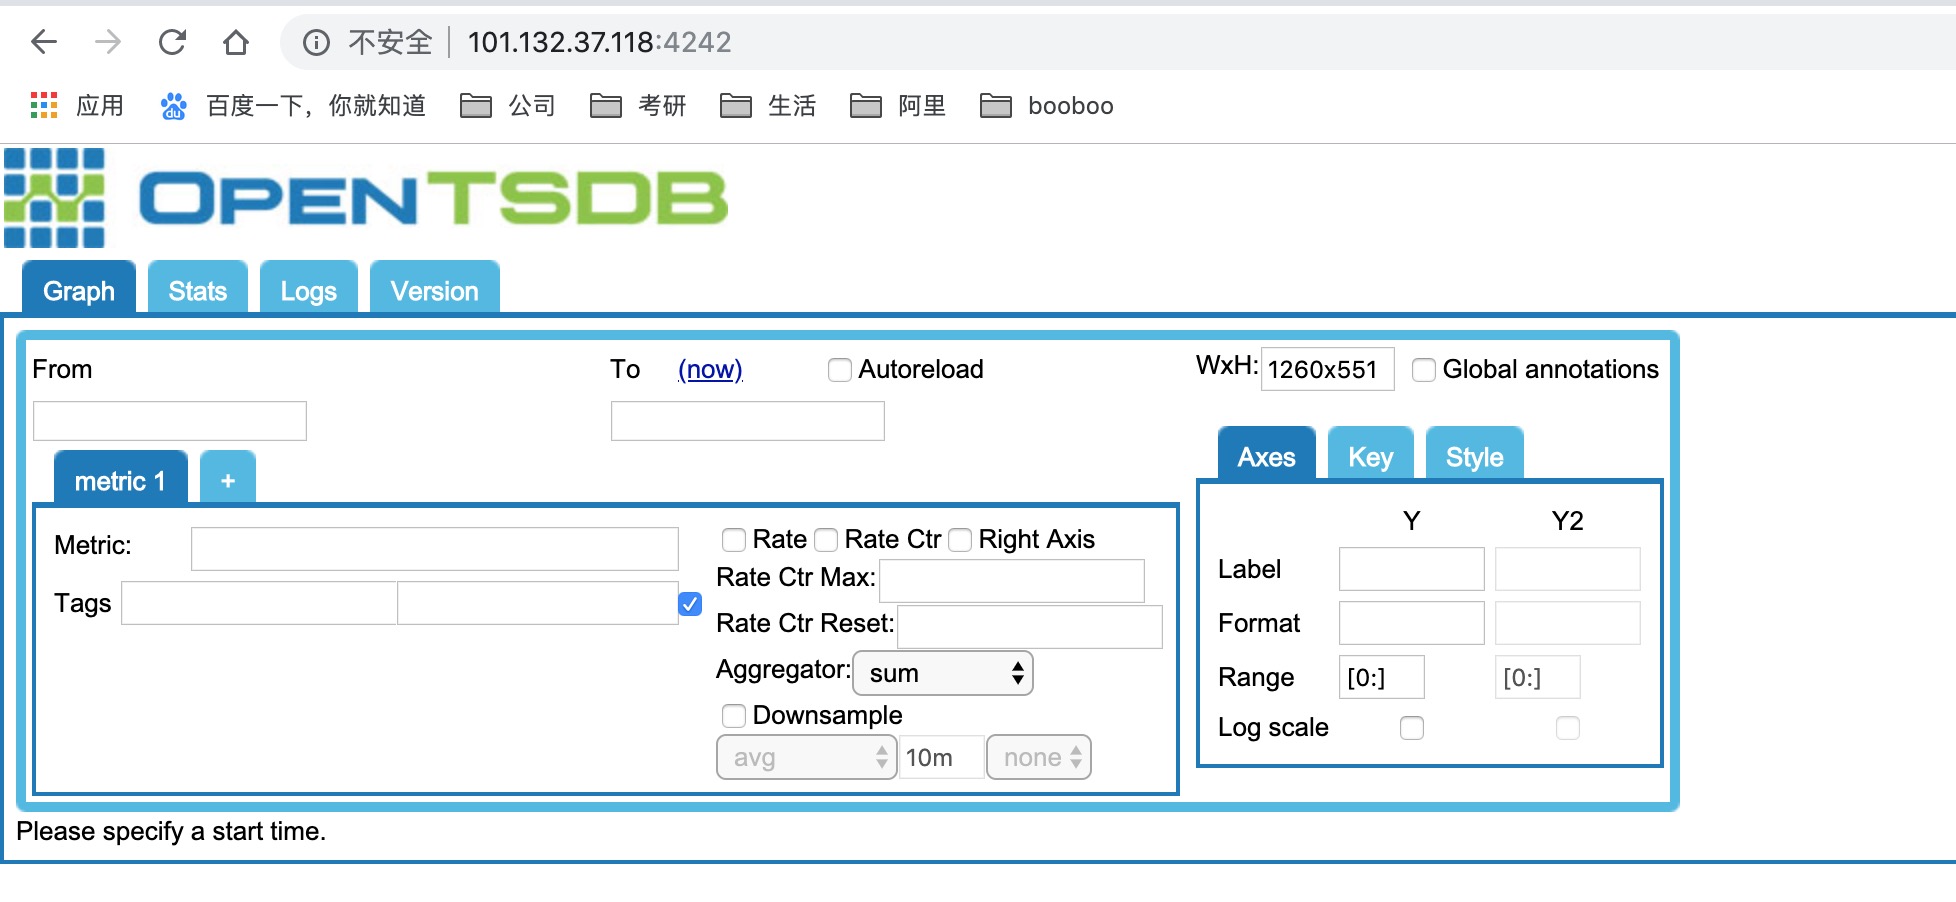 不安全 101.132.37.118:4242
应用 百度一下，你就知道 公司 考研 生活 阿里 booboo
OPENTSDB
Graph Stats Logs Version
From To (now) Autoreload WxH: 1260x551 Global annotations
metric 1 +
Axes Key Style
Metric:
Tags
Rate Rate Ctr Right Axis
Rate Ctr Max:
Rate Ctr Reset:
Aggregator: sum
Downsample
avg 10m none
Y Y2
Label
Format
Range [0:] [0:]
Log scale
Please specify a start time.